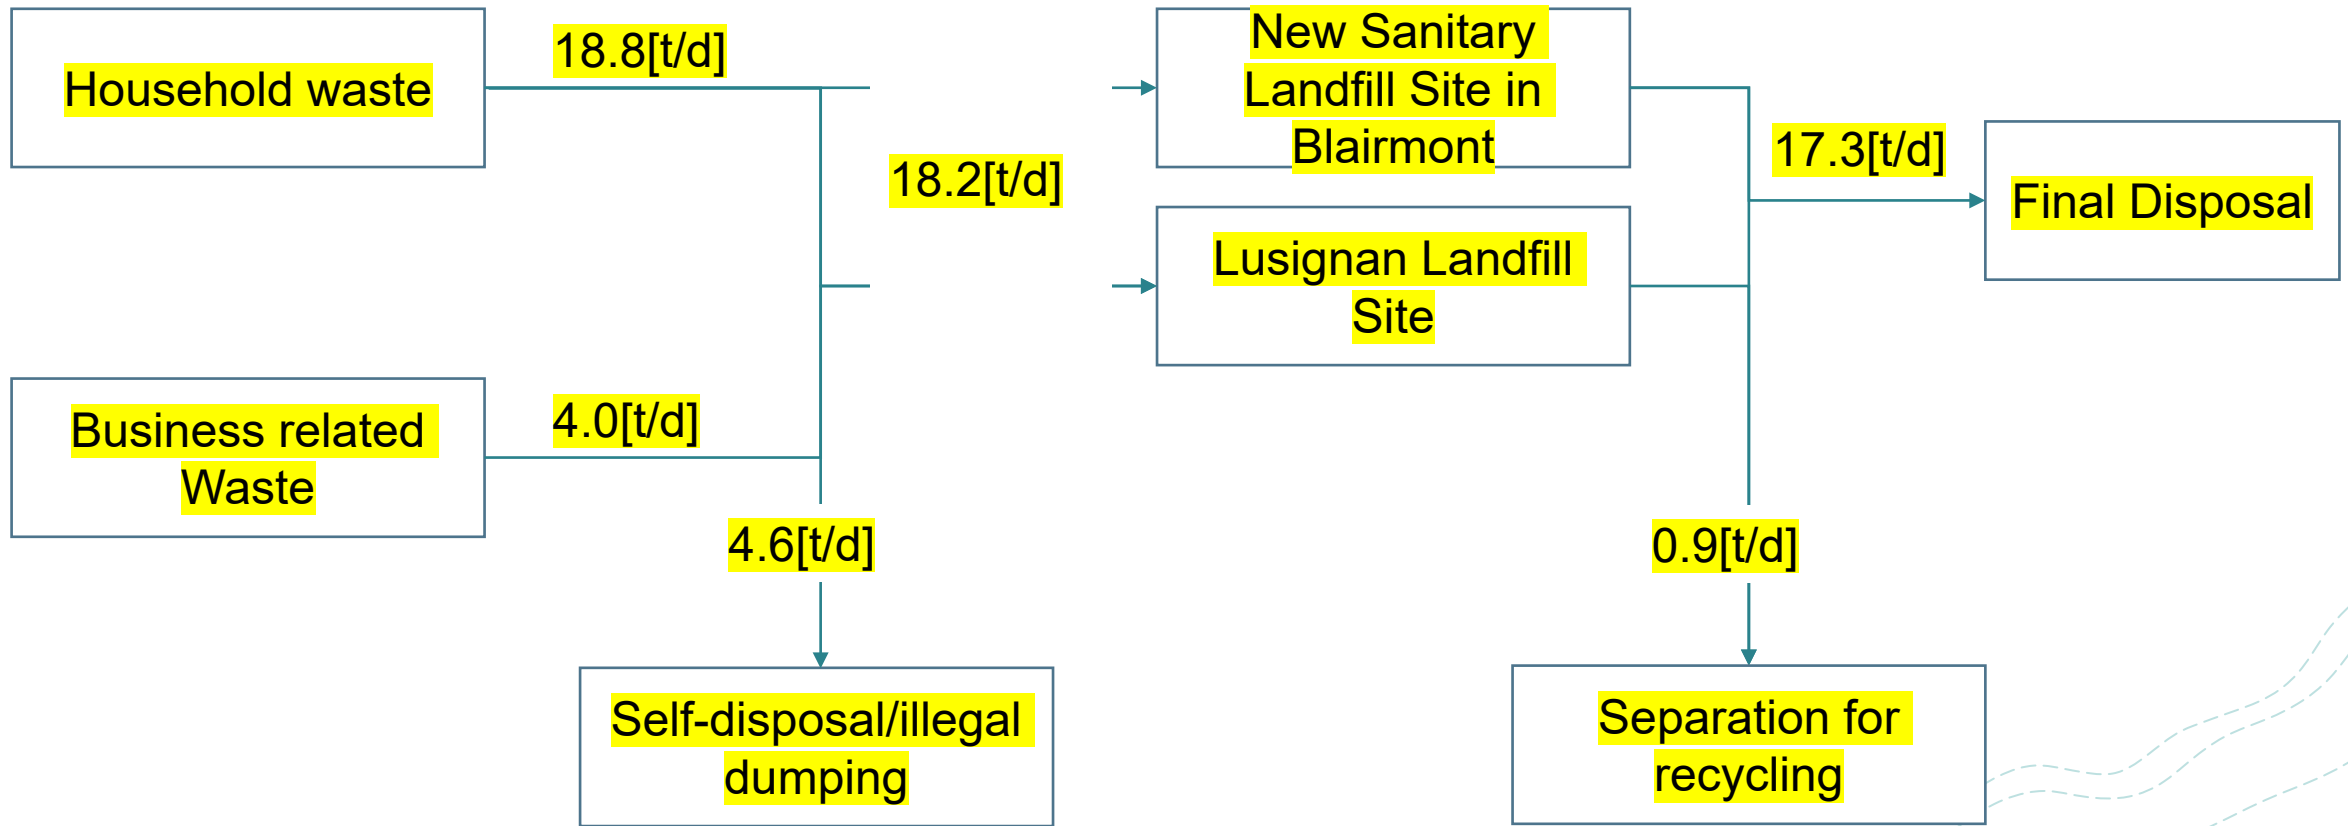 Household waste
18.8[t/d]
New Sanitary
Landfill Site in
Blairmont
18.2[t/d]
17.3[t/d]
Final Disposal
Lusignan Landfill
Site
Business related
Waste
4.0[t/d]
4.6[t/d]
0.9[t/d]
Self-disposal/illegal
dumping
Separation for
recycling